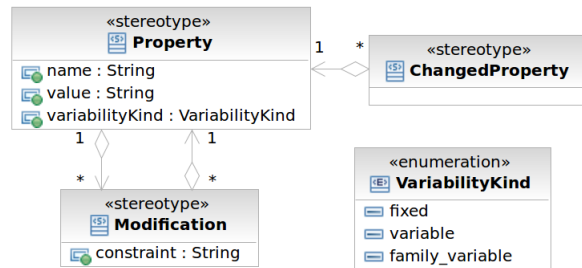 «stereotype»
Property
name : String
value : String
variabilityKind : VariabilityKind
1
*
«stereotype»
ChangedProperty
1
1
*
*
«stereotype»
Modification
constraint : String
«enumeration»
VariabilityKind
fixed
variable
family_variable